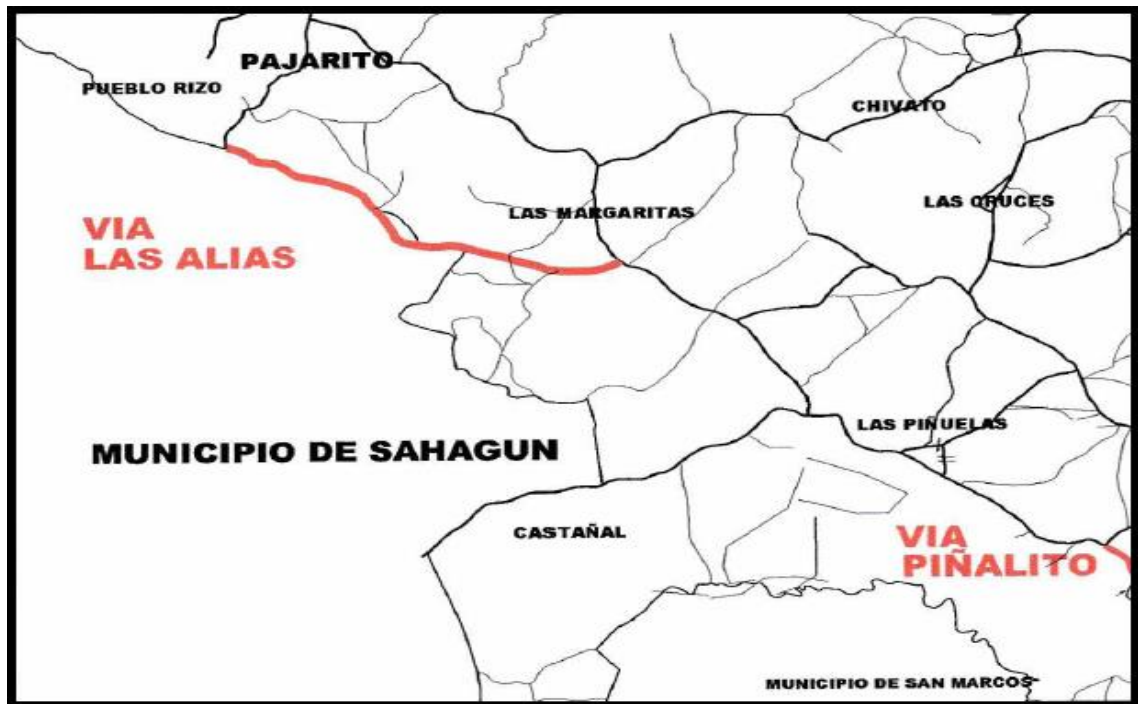 PAJARITO
PUEBLO RIZO
CHIVATO
LAS CRUCES
LAS MARGARITAS
VIA
LAS ALIAS
LAS PIÑUELAS
MUNICIPIO DE SAHAGUN
CASTAÑAL
VIA
PIÑALITO
MUNICIPIO DE SAN MARCOS